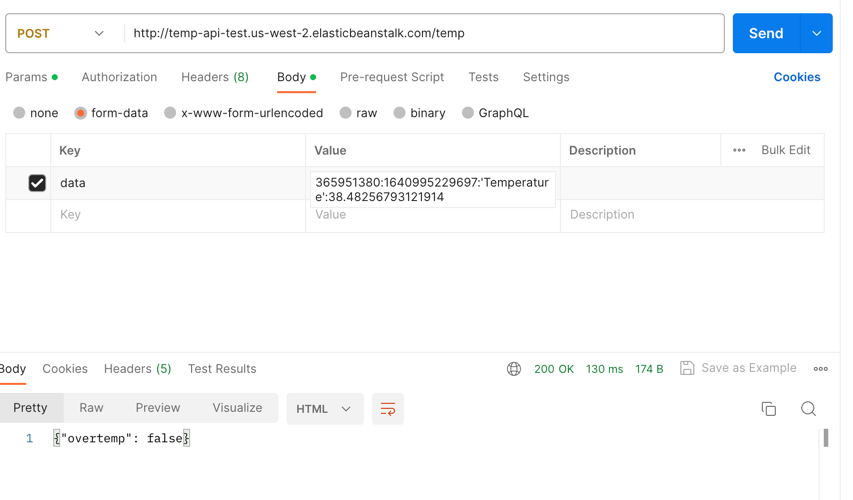 POST http://temp-api-test.us-west-2.elasticbeanstalk.com/temp Send
Params Authorization Headers (8) Body Pre-request Script Tests Settings Cookies
none form-data x-www-form-urlencoded raw binary GraphQL
Key Value Description ••• Bulk Edit
data 365951380:1640995229697:'Temperatur
e':38.48256793121914
Key Value Description
Body Cookies Headers (5) Test Results 200 OK 130 ms 174 B Save as Example
Pretty Raw Preview Visualize HTML
1 {"overtemp": false}